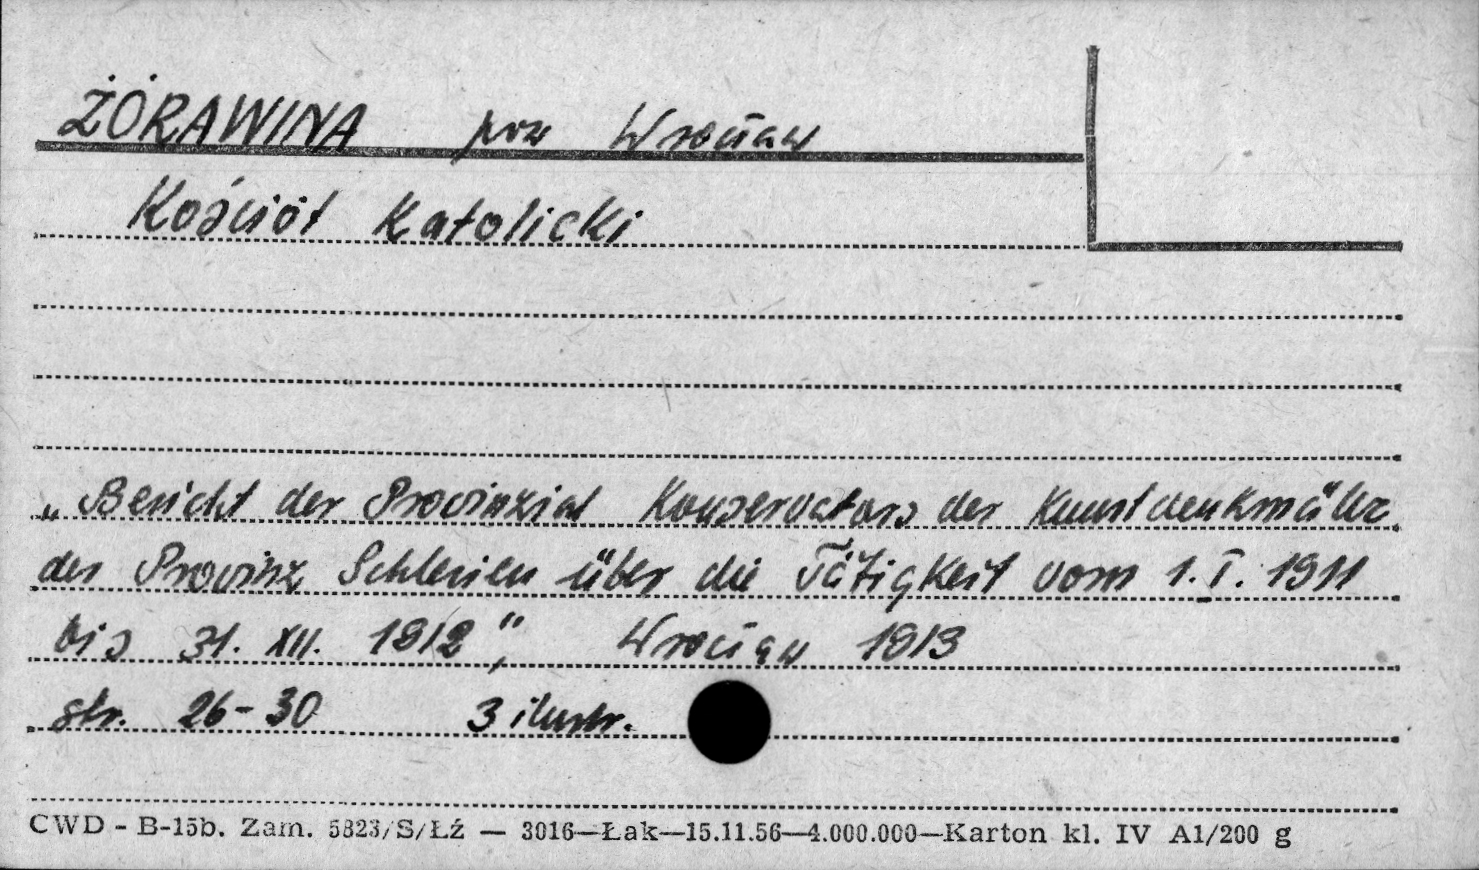 ŻÓRAWINA pow Wrocław
Kościół Katolicki
„Bericht der Provinzial Konservators der Kunstdenkmäler
der Provinz Schlesien über die Tätigkeit vom 1. I. 1911
bis 31. XII. 1912", Wrocław 1913
str. 26-30 3 ilustr.
CWD - B-15b. Zam. 5823/S/Łź — 3016—Łak—15.11.56—4.000.000—Karton kl. IV A1/200 g